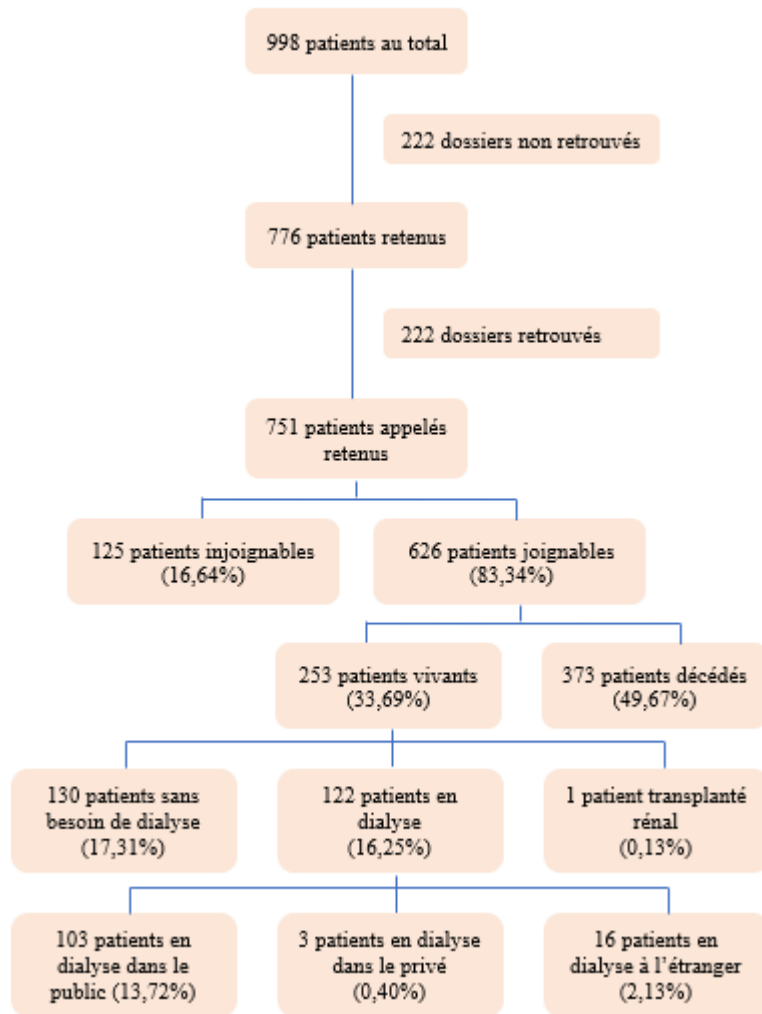 998 patients au total
222 dossiers non retrouvés
776 patients retenus
222 dossiers retrouvés
751 patients appelés
retenus
125 patients injoignables
(16,64%)
626 patients joignables
(83,34%)
253 patients vivants
(33,69%)
373 patients décédés
(49,67%)
130 patients sans
besoin de dialyse
(17,31%)
122 patients en
dialyse
(16,25%)
1 patient transplanté
rénal
(0,13%)
103 patients en
dialyse dans le
public (13,72%)
3 patients en dialyse
dans le privé
(0,40%)
16 patients en
dialyse à l’étranger
(2,13%)